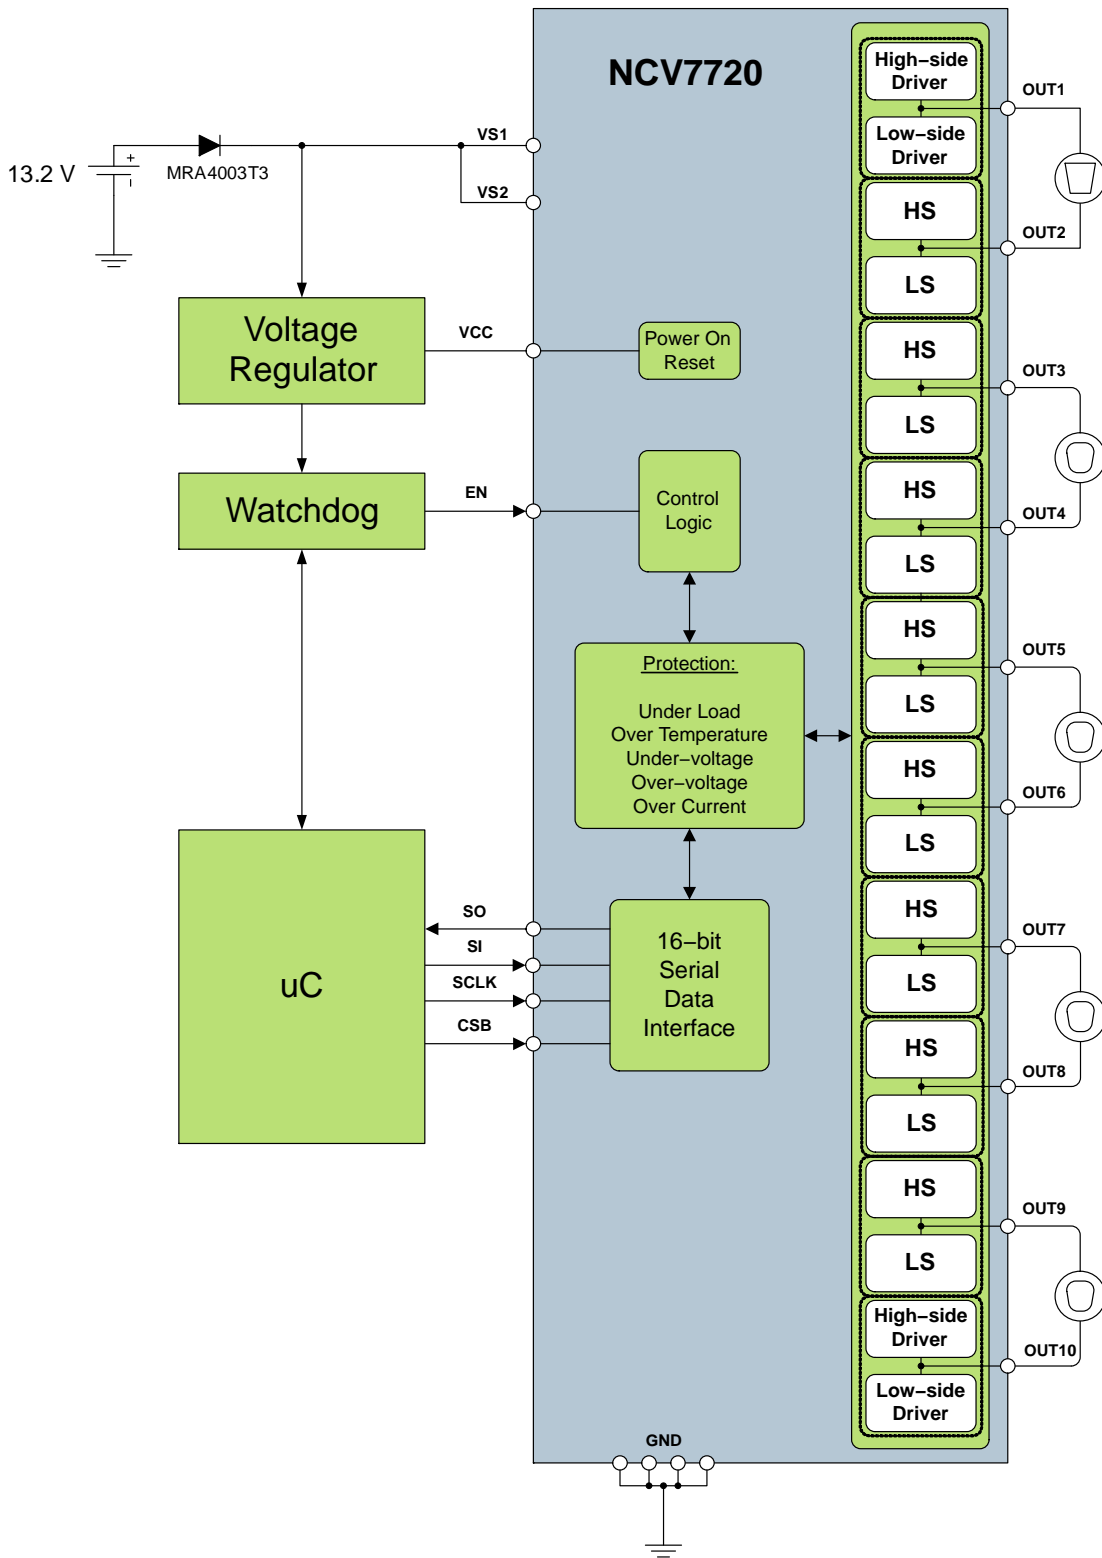 NCV7720
High−side
Driver
OUT1
Low−side
Driver
VS1
13.2 V
+
−
MRA4003T3
VS2
HS
OUT2
LS
Voltage
Regulator
VCC
Power On
Reset
HS
OUT3
LS
Watchdog
EN
Control
Logic
HS
OUT4
LS
HS
OUT5
LS
Protection:
Under Load
Over Temperature
Under−voltage
Over−voltage
Over Current
HS
OUT6
LS
uC
SO
SI
SCLK
CSB
16−bit
Serial
Data
Interface
HS
OUT7
LS
HS
OUT8
LS
HS
OUT9
LS
High−side
Driver
OUT10
Low−side
Driver
GND